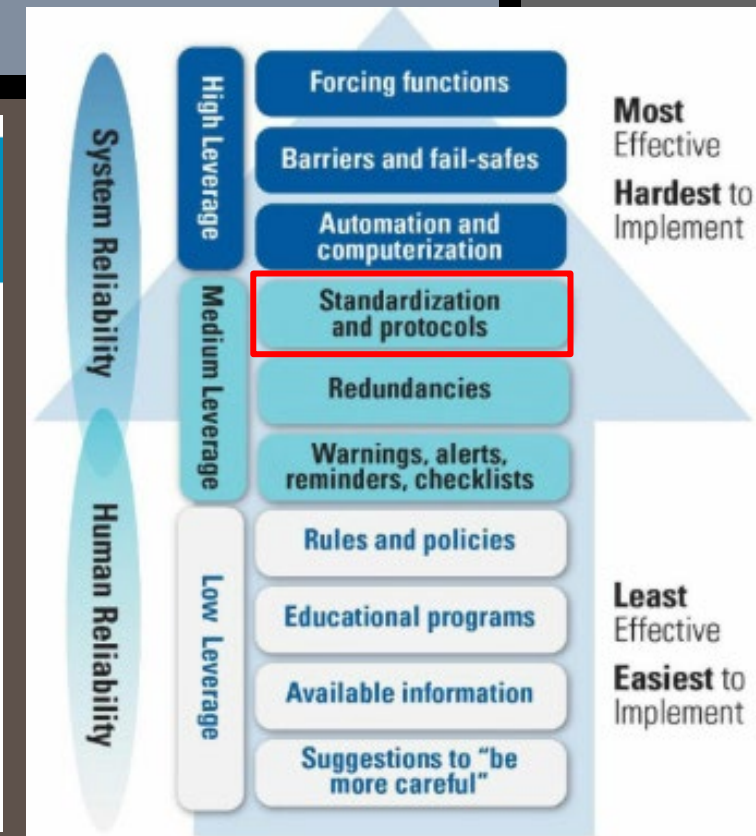 System Reliability
Human Reliability
High Leverage
Forcing functions
Barriers and fail-safes
Automation and
computerization
Medium Leverage
Standardization
and protocols
Redundancies
Warnings, alerts,
reminders, checklists
Low Leverage
Rules and policies
Educational programs
Available information
Suggestions to “be
more careful”
Most
Effective
Hardest to
Implement
Least
Effective
Easiest to
Implement